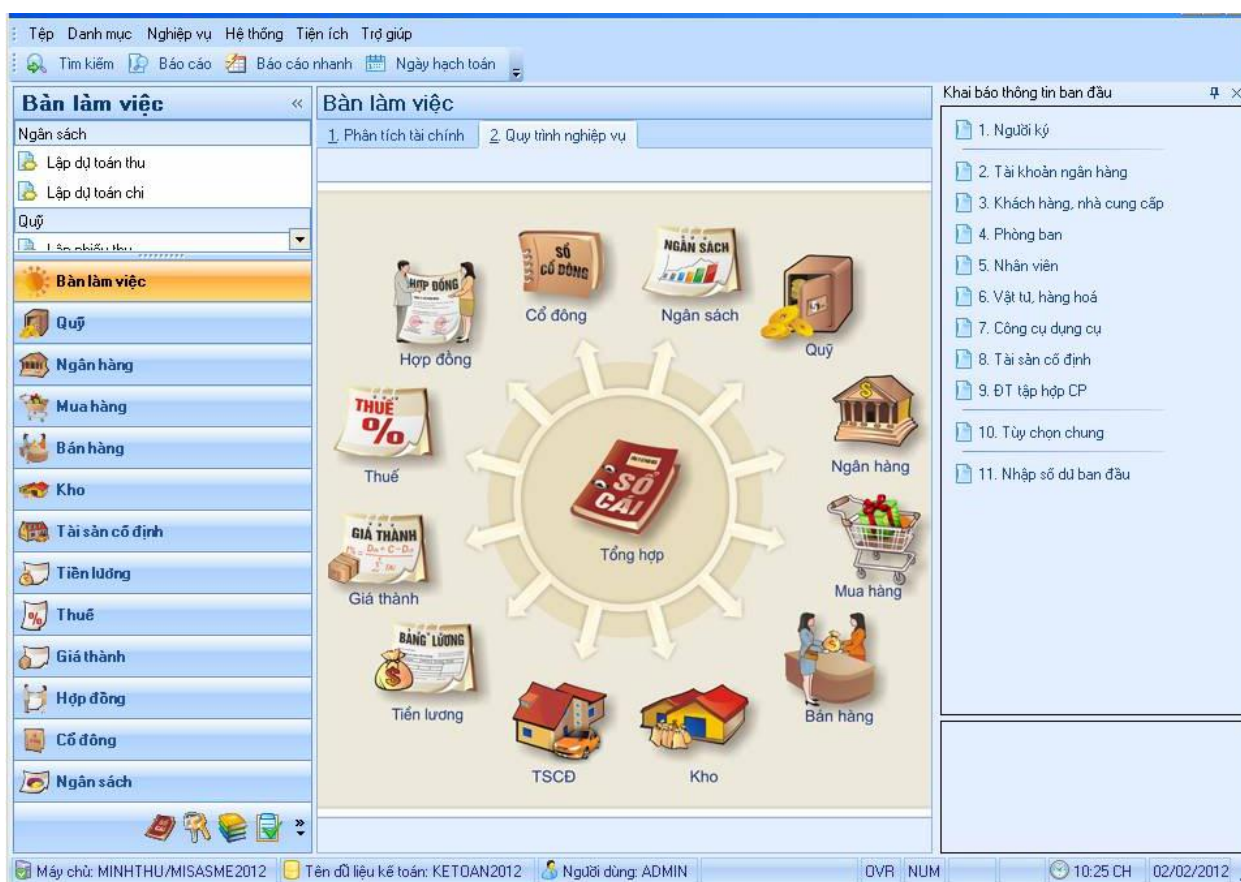 Tệp Danh mục Nghiệp vụ Hệ thống Tiện ích Trợ giúp
Tìm kiếm Báo cáo Báo cáo nhanh Ngày hạch toán
Bàn làm việc «
Ngân sách
Lập dự toán thu
Lập dự toán chi
Quỹ
Lập phiếu thu
Bàn làm việc
Quỹ
Ngân hàng
Mua hàng
Bán hàng
Kho
Tài sản cố định
Tiền lương
Thuế
Giá thành
Hợp đồng
Cổ đông
Ngân sách
»
Bàn làm việc
1. Phân tích tài chính 2. Quy trình nghiệp vụ
HỢP ĐỒNG
Hợp đồng
SỔ
CỔ ĐÔNG
Cổ đông
NGÂN SÁCH
Ngân sách
Quỹ
THUẾ
%
Thuế
Ngân hàng
SỔ
CÁI
Tổng hợp
GIÁ THÀNH
Giá thành
Mua hàng
BẢNG LƯƠNG
$
Tiền lương
$
Bán hàng
TSCĐ
Kho
Khai báo thông tin ban đầu
1. Người ký
2. Tài khoản ngân hàng
3. Khách hàng, nhà cung cấp
4. Phòng ban
5. Nhân viên
6. Vật tư, hàng hoá
7. Công cụ dụng cụ
8. Tài sản cố định
9. ĐT tập hợp CP
10. Tùy chọn chung
11. Nhập số dư ban đầu
Máy chủ: MINHTHU/MISASME2012 Tên dữ liệu kế toán: KETOAN2012 Người dùng: ADMIN OVR NUM 10:25 CH 02/02/2012